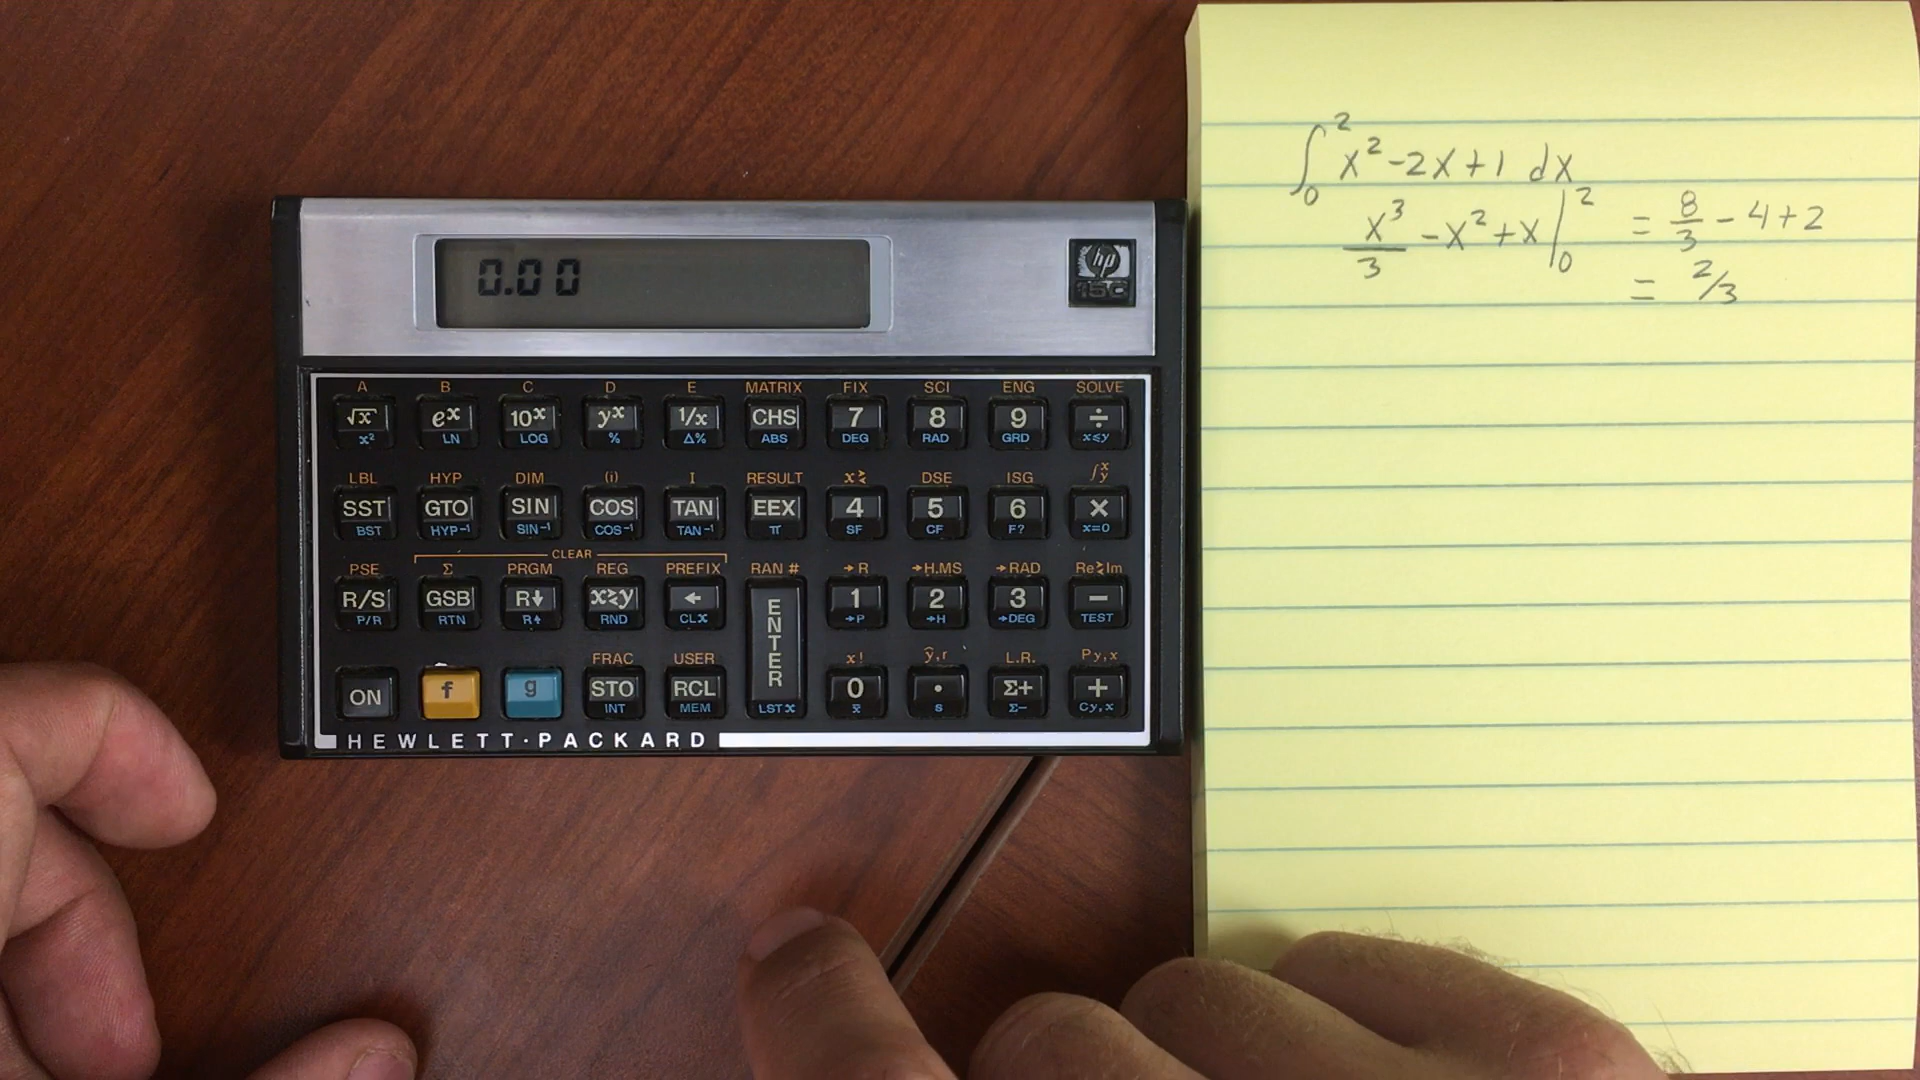 0.00
hp
15C
A B C D E MATRIX FIX SCI ENG SOLVE
√x eˣ 10ˣ yˣ 1/x CHS 7 8 9 ÷
x² LN LOG % Δ% ABS DEG RAD GRD x≤y
LBL HYP DIM (i) I RESULT x≷ DSE ISG ∫xy
SST GTO SIN COS TAN EEX 4 5 6 ×
BST HYP⁻¹ SIN⁻¹ COS⁻¹ TAN⁻¹ π SF CF F? x=0
CLEAR
PSE Σ PRGM REG PREFIX RAN # →R →H.MS →RAD Re≷Im
R/S GSB R↓ x≷y ← ENTER 1 2 3 −
P/R RTN R↑ RND CLx →P →H →DEG TEST
FRAC USER x! ŷ,r L.R. Py,x
ON f g STO RCL 0 · Σ+ +
INT MEM LSTx x̄ s Σ− Cy,x
HEWLETT·PACKARD
∫₀² x²-2x+1 dx
x³/3 -x²+x|₀² = 8/3 - 4+2
= 2/3